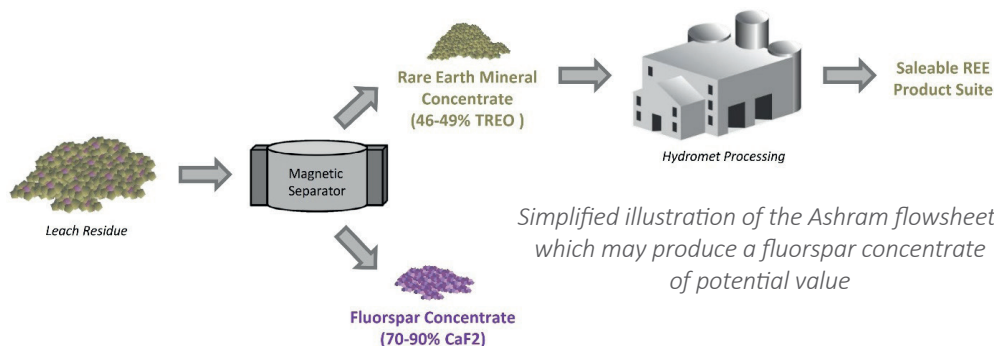 Leach Residue
Magnetic
Separator
Rare Earth Mineral
Concentrate
(46-49% TREO )
Hydromet Processing
Saleable REE
Product Suite
Fluorspar Concentrate
(70-90% CaF2)
Simplified illustration of the Ashram flowsheet
which may produce a fluorspar concentrate
of potential value